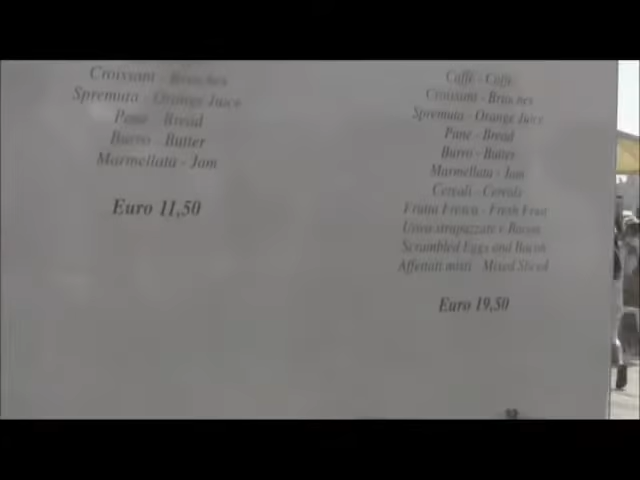 Croissant - Brioches
Spremuta - Orange Juice
Pane - Bread
Burro - Butter
Marmellata - Jam
Euro 11,50
Caffè - Caffe
Croissant - Brioches
Spremuta - Orange Juice
Pane - Bread
Burro - Butter
Marmellata - Jam
Cereali - Cereals
Frutta Fresca - Fresh Fruit
Uova strapazzate e Bacon
Scrambled Eggs and Bacon
Affettati misti - Mixed Sliced
Euro 19,50